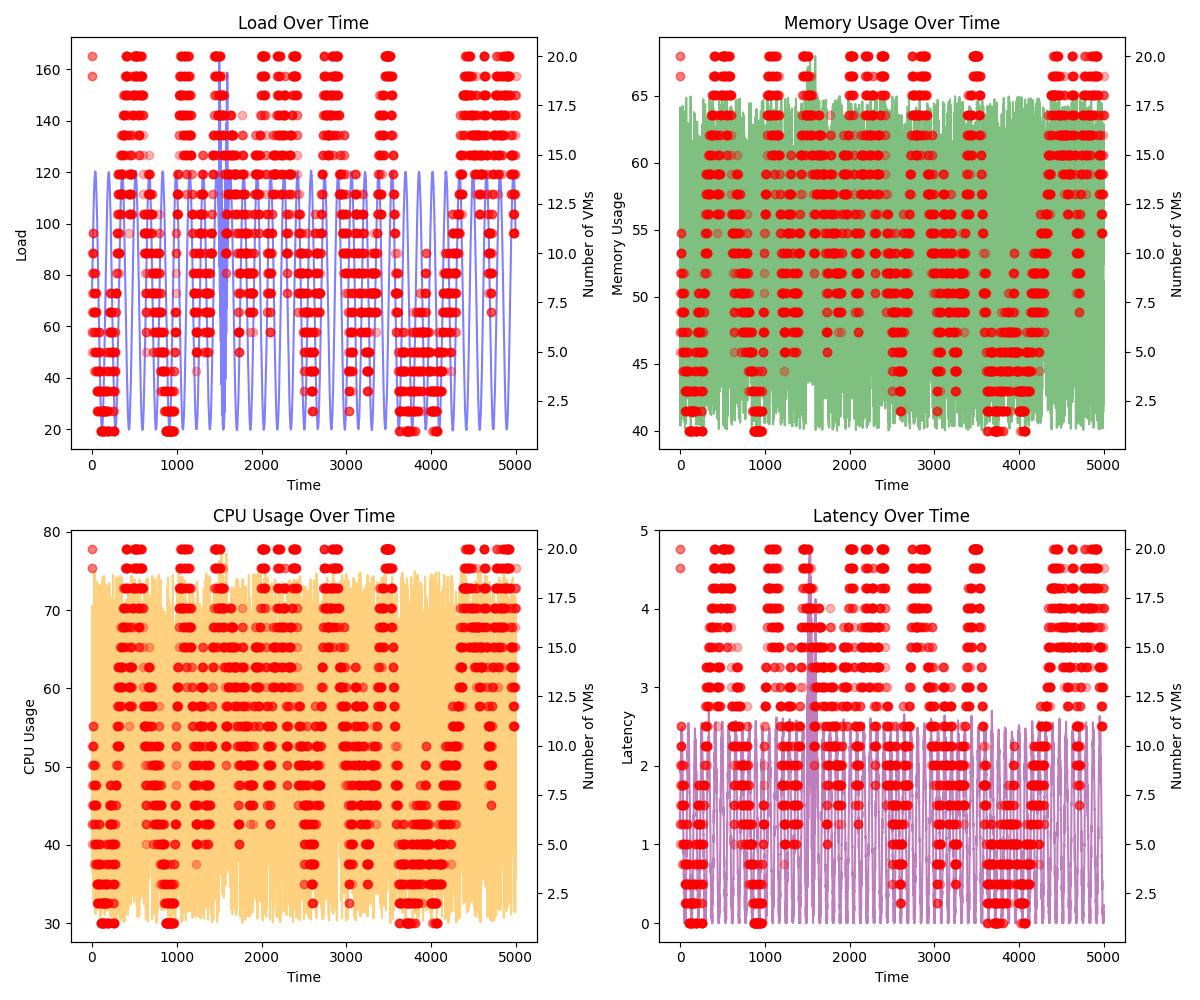 Load Over Time
Memory Usage Over Time
160
140
120
100
80
60
40
20
Load
20.0
17.5
15.0
12.5
10.0
7.5
5.0
2.5
Number of VMs
0 1000 2000 3000 4000 5000
Time
65
60
55
50
45
40
Memory Usage
20.0
17.5
15.0
12.5
10.0
7.5
5.0
2.5
Number of VMs
0 1000 2000 3000 4000 5000
Time
CPU Usage Over Time
Latency Over Time
80
70
60
50
40
30
CPU Usage
20.0
17.5
15.0
12.5
10.0
7.5
5.0
2.5
Number of VMs
0 1000 2000 3000 4000 5000
Time
5
4
3
2
1
0
Latency
20.0
17.5
15.0
12.5
10.0
7.5
5.0
2.5
Number of VMs
0 1000 2000 3000 4000 5000
Time